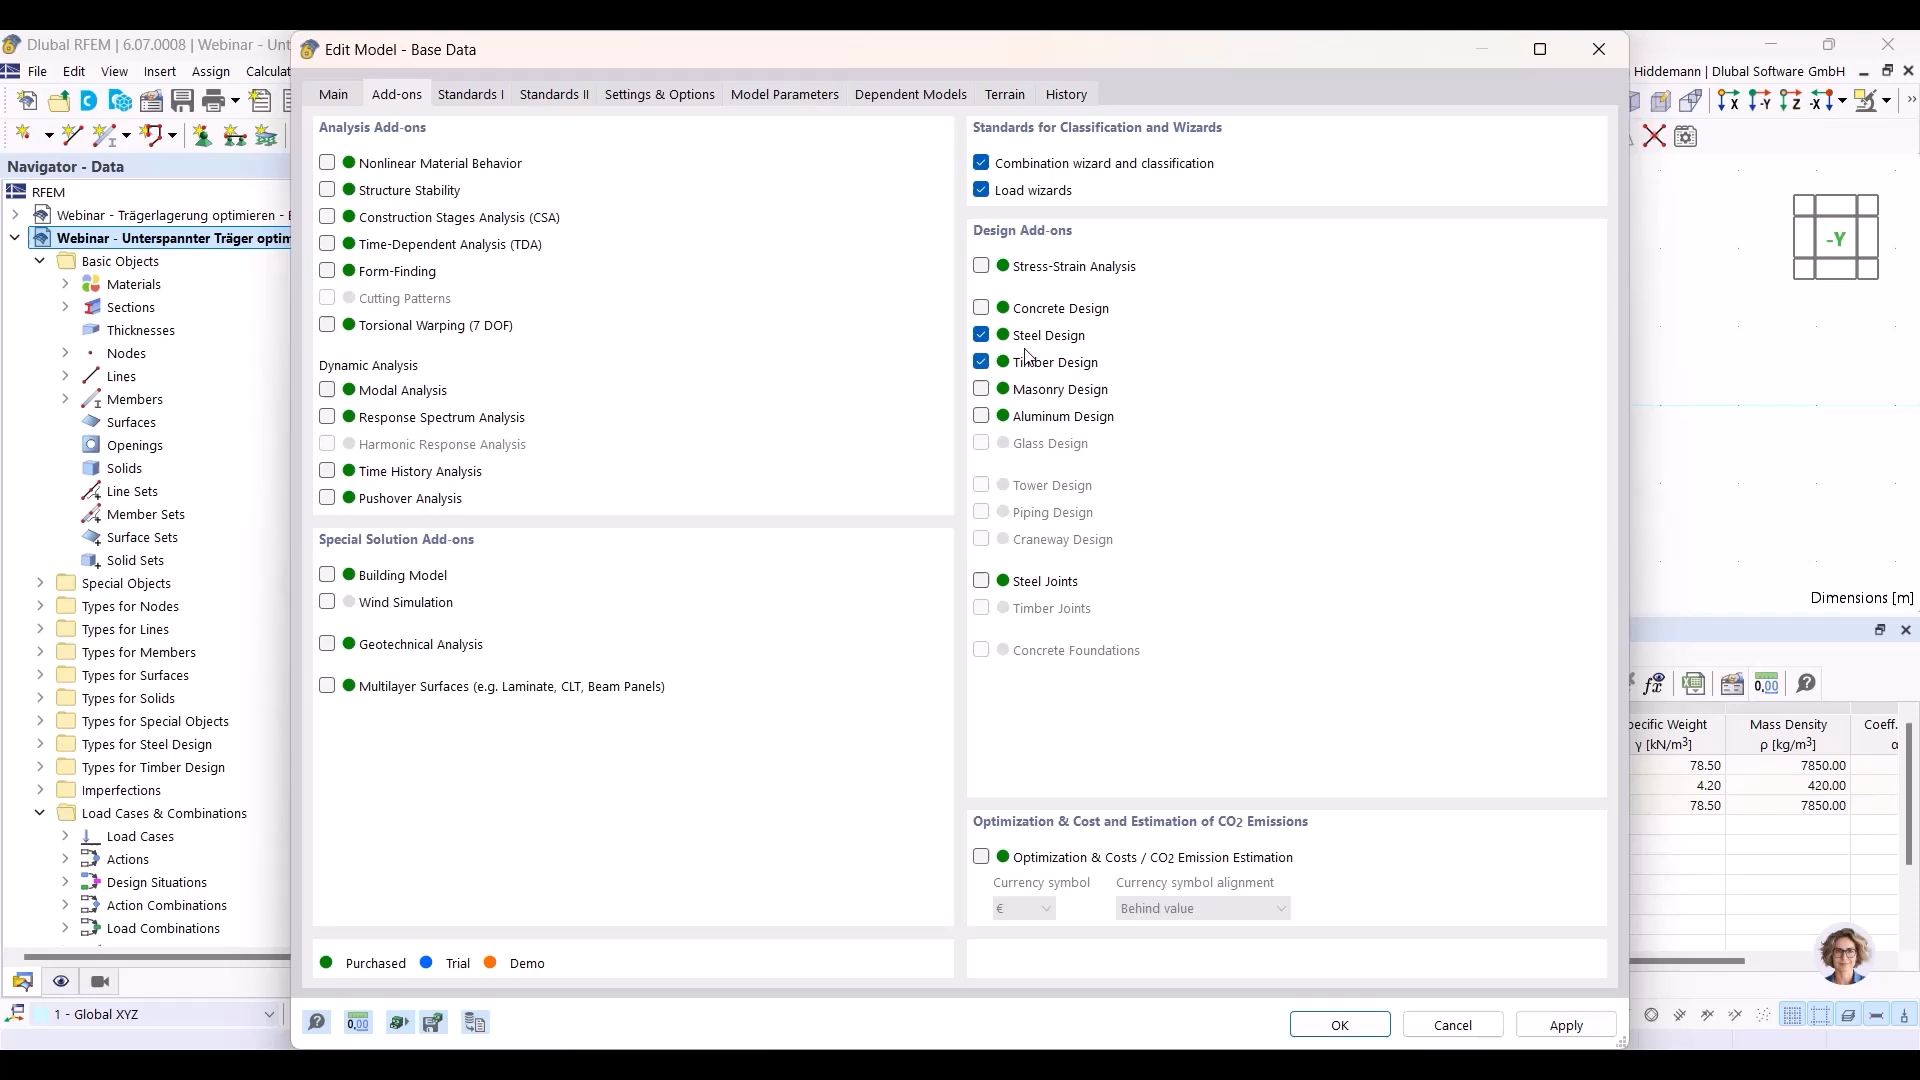 Dlubal RFEM | 6.07.0008 | Webinar - Unt
Edit Model - Base Data
File Edit View Insert Assign Calculat
Hiddemann | Dlubal Software GmbH
Main Add-ons Standards I Standards II Settings & Options Model Parameters Dependent Models Terrain History
Navigator - Data
RFEM
Webinar - Trägerlagerung optimieren - E
Webinar - Unterspannter Träger optim
Basic Objects
Materials
Sections
Thicknesses
Nodes
Lines
Members
Surfaces
Openings
Solids
Line Sets
Member Sets
Surface Sets
Solid Sets
Special Objects
Types for Nodes
Types for Lines
Types for Members
Types for Surfaces
Types for Solids
Types for Special Objects
Types for Steel Design
Types for Timber Design
Imperfections
Load Cases & Combinations
Load Cases
Actions
Design Situations
Action Combinations
Load Combinations
1 - Global XYZ
Analysis Add-ons
Nonlinear Material Behavior
Structure Stability
Construction Stages Analysis (CSA)
Time-Dependent Analysis (TDA)
Form-Finding
Cutting Patterns
Torsional Warping (7 DOF)
Dynamic Analysis
Modal Analysis
Response Spectrum Analysis
Harmonic Response Analysis
Time History Analysis
Pushover Analysis
Special Solution Add-ons
Building Model
Wind Simulation
Geotechnical Analysis
Multilayer Surfaces (e.g. Laminate, CLT, Beam Panels)
Purchased Trial Demo
Standards for Classification and Wizards
Combination wizard and classification
Load wizards
Design Add-ons
Stress-Strain Analysis
Concrete Design
Steel Design
Timber Design
Masonry Design
Aluminum Design
Glass Design
Tower Design
Piping Design
Craneway Design
Steel Joints
Timber Joints
Concrete Foundations
Optimization & Cost and Estimation of CO2 Emissions
Optimization & Costs / CO2 Emission Estimation
Currency symbol Currency symbol alignment
€ Behind value
0,00
OK Cancel Apply
X -Y Z -X
-Y
Dimensions [m]
fx 0,00
pecific Weight Mass Density Coeff.
γ [kN/m³] ρ [kg/m³] α
78.50 7850.00
4.20 420.00
78.50 7850.00